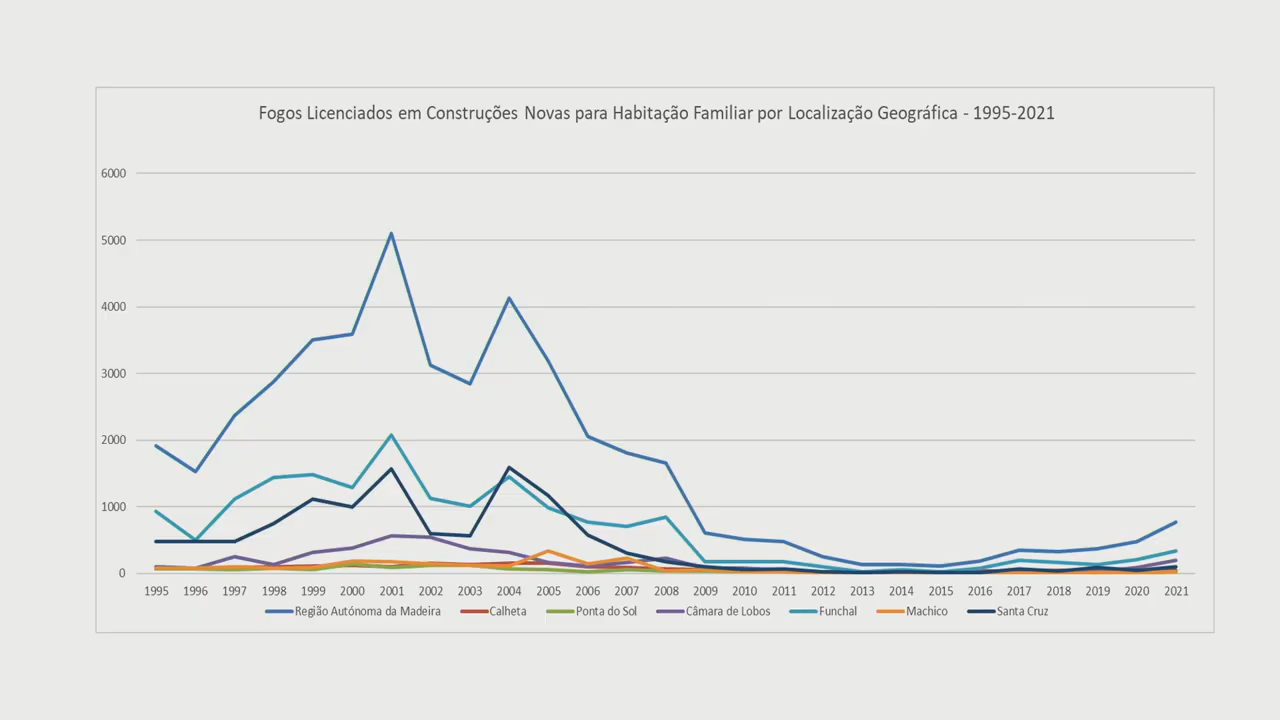 Fogos Licenciados em Construções Novas para Habitação Familiar por Localização Geográfica - 1995-2021
6000
5000
4000
3000
2000
1000
0
1995 1996 1997 1998 1999 2000 2001 2002 2003 2004 2005 2006 2007 2008 2009 2010 2011 2012 2013 2014 2015 2016 2017 2018 2019 2020 2021
Região Autónoma da Madeira Calheta Ponta do Sol Câmara de Lobos Funchal Machico Santa Cruz